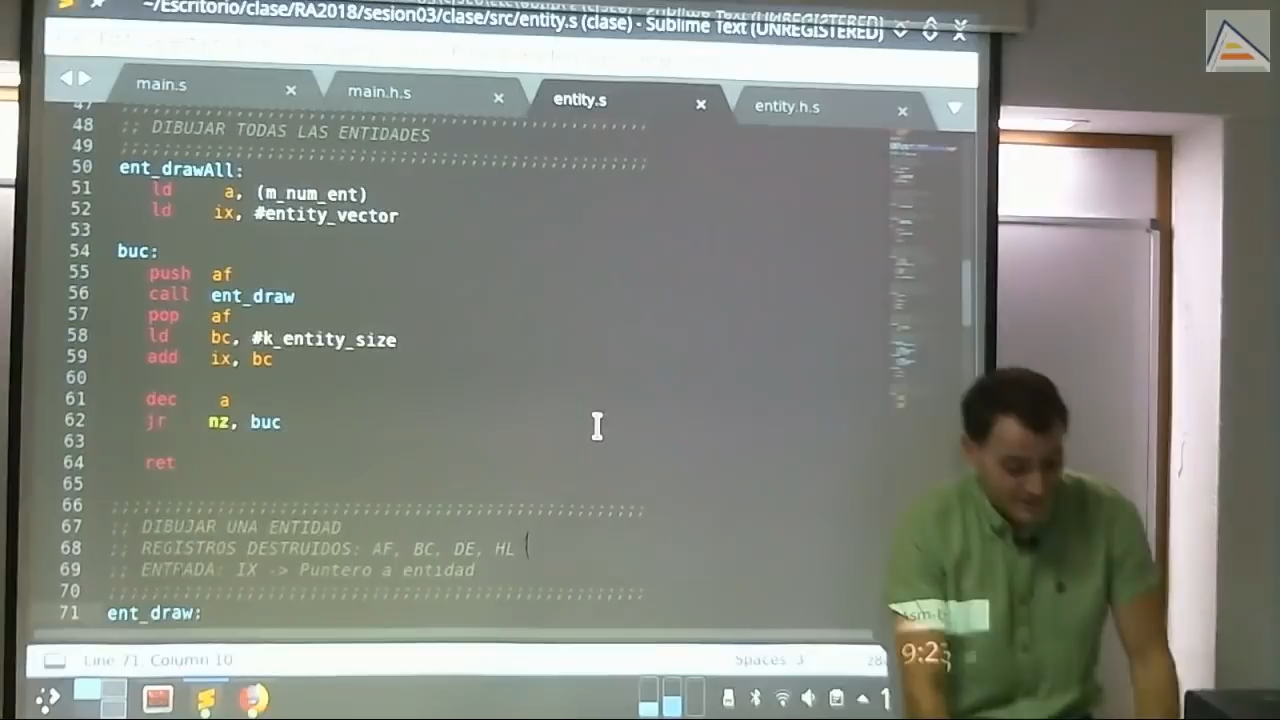 ~/Escritorio/clase/RA2018/sesion03/clase/src/entity.s (clase) - Sublime Text (UNREGISTERED)
main.s main.h.s entity.s entity.h.s
47 ;;;;;;;;;;;;;;;;;;;;;;;;;;;;;;;;;;;;;;;;;;;;;;;;;;
48 ;; DIBUJAR TODAS LAS ENTIDADES
49 ;;;;;;;;;;;;;;;;;;;;;;;;;;;;;;;;;;;;;;;;;;;;;;;;;;
50 ent_drawAll:
51 ld a, (m_num_ent)
52 ld ix, #entity_vector
53
54 buc:
55 push af
56 call ent_draw
57 pop af
58 ld bc, #k_entity_size
59 add ix, bc
60
61 dec a
62 jr nz, buc
63
64 ret
65
66 ;;;;;;;;;;;;;;;;;;;;;;;;;;;;;;;;;;;;;;;;;;;;;;;;;;
67 ;; DIBUJAR UNA ENTIDAD
68 ;; REGISTROS DESTRUIDOS: AF, BC, DE, HL
69 ;; ENTRADA: IX -> Puntero a entidad
70 ;;;;;;;;;;;;;;;;;;;;;;;;;;;;;;;;;;;;;;;;;;;;;;;;;;
71 ent_draw:
Line 71, Column 10 Spaces 3
9:23